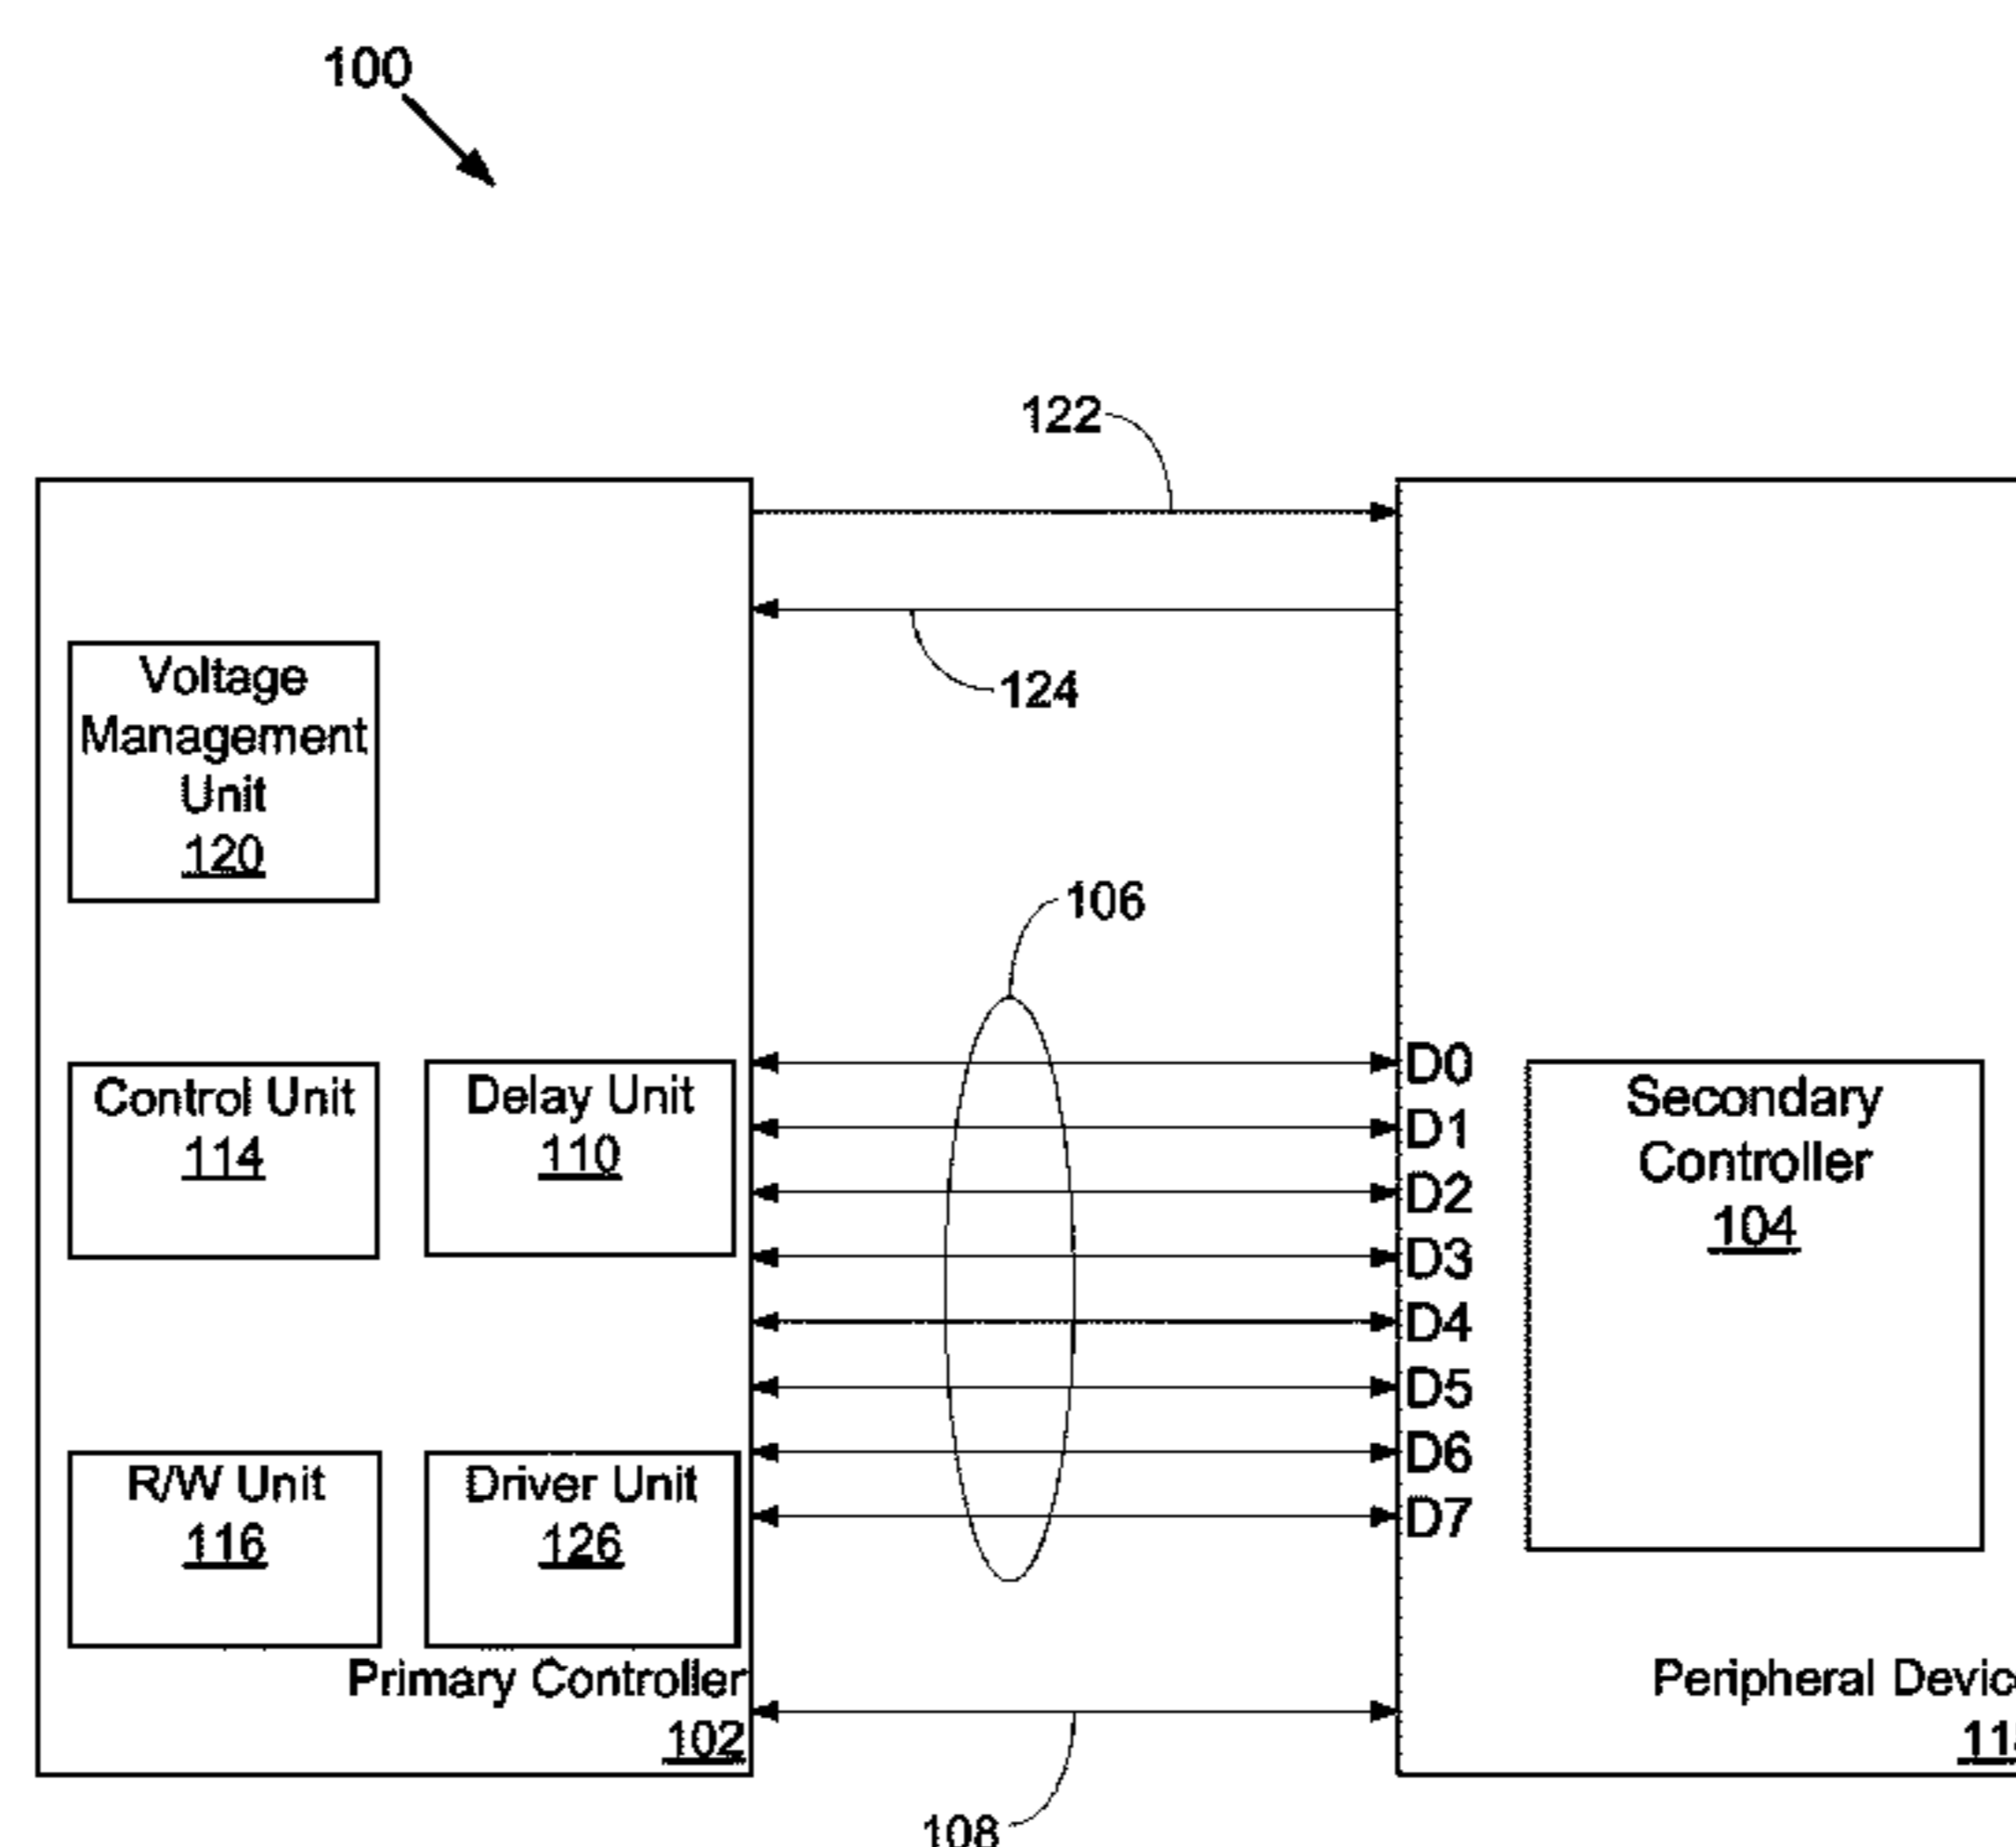 100
122
124
Voltage
Management
Unit
120
106
Control Unit
114
Delay Unit
110
D0
D1
D2
D3
D4
D5
D6
D7
Secondary
Controller
104
R/W Unit
116
Driver Unit
126
Primary Controller
102
Peripheral
108